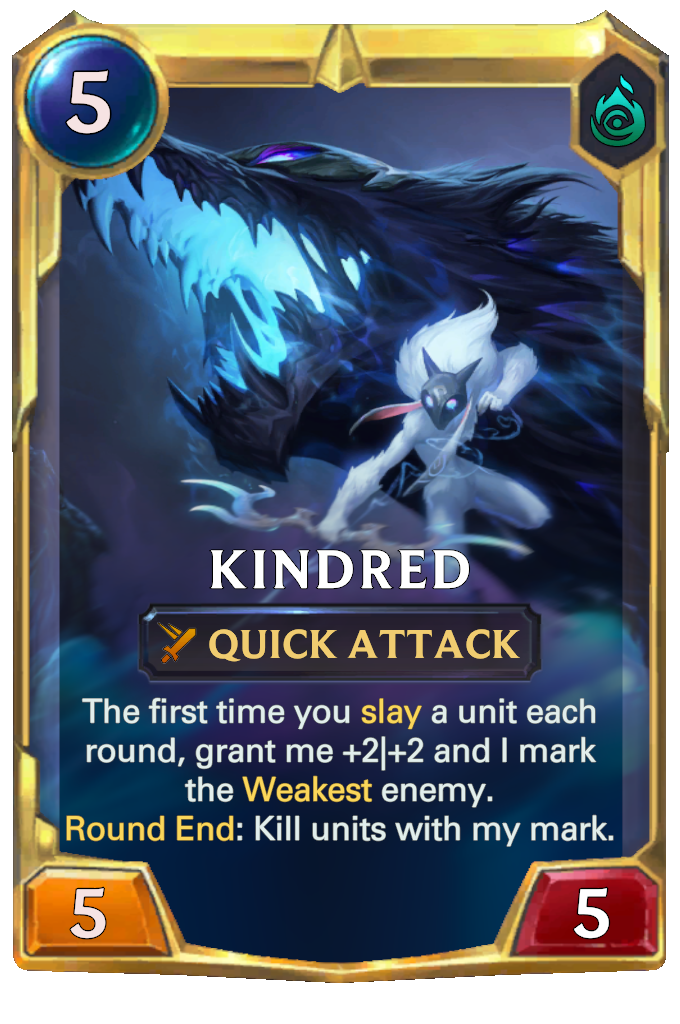 5
KINDRED
QUICK ATTACK
The first time you slay a unit each
round, grant me +2|+2 and I mark
the Weakest enemy.
Round End: Kill units with my mark.
5
5